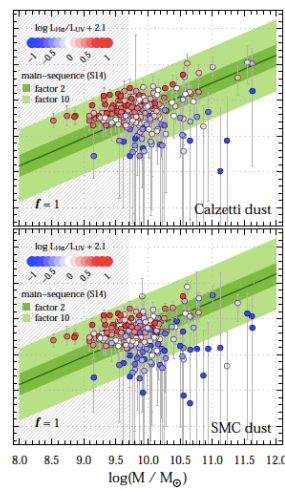 log L_Hα/L_UV + 2.1
-1 -0.5 0 0.5 1
main-sequence (S14)
factor 2
factor 10
f = 1
Calzetti dust
log L_Hα/L_UV + 2.1
-1 -0.5 0 0.5 1
main-sequence (S14)
factor 2
factor 10
f = 1
SMC dust
8.0 8.5 9.0 9.5 10.0 10.5 11.0 11.5 12.0
log(M / M⊙)